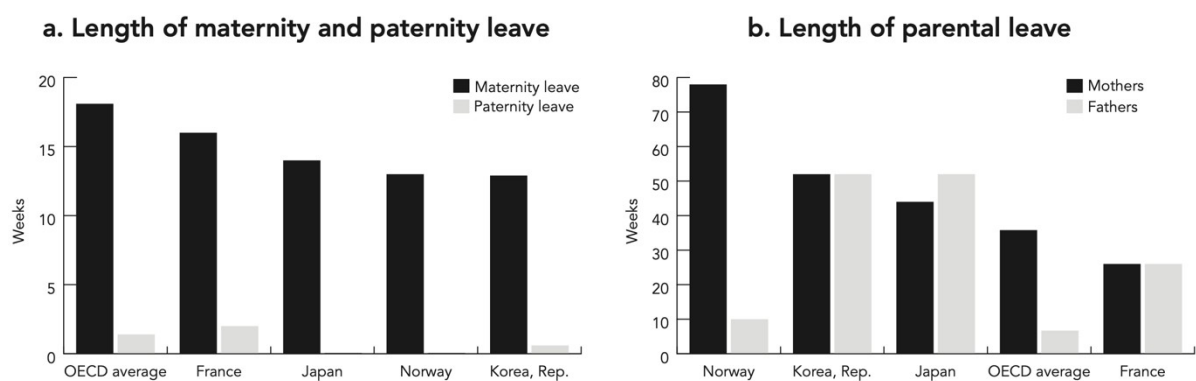 a. Length of maternity and paternity leave
20
15
10
5
0
Weeks
Maternity leave
Paternity leave
OECD average
France
Japan
Norway
Korea, Rep.
b. Length of parental leave
80
70
60
50
40
30
20
10
0
Weeks
Mothers
Fathers
Norway
Korea, Rep.
Japan
OECD average
France